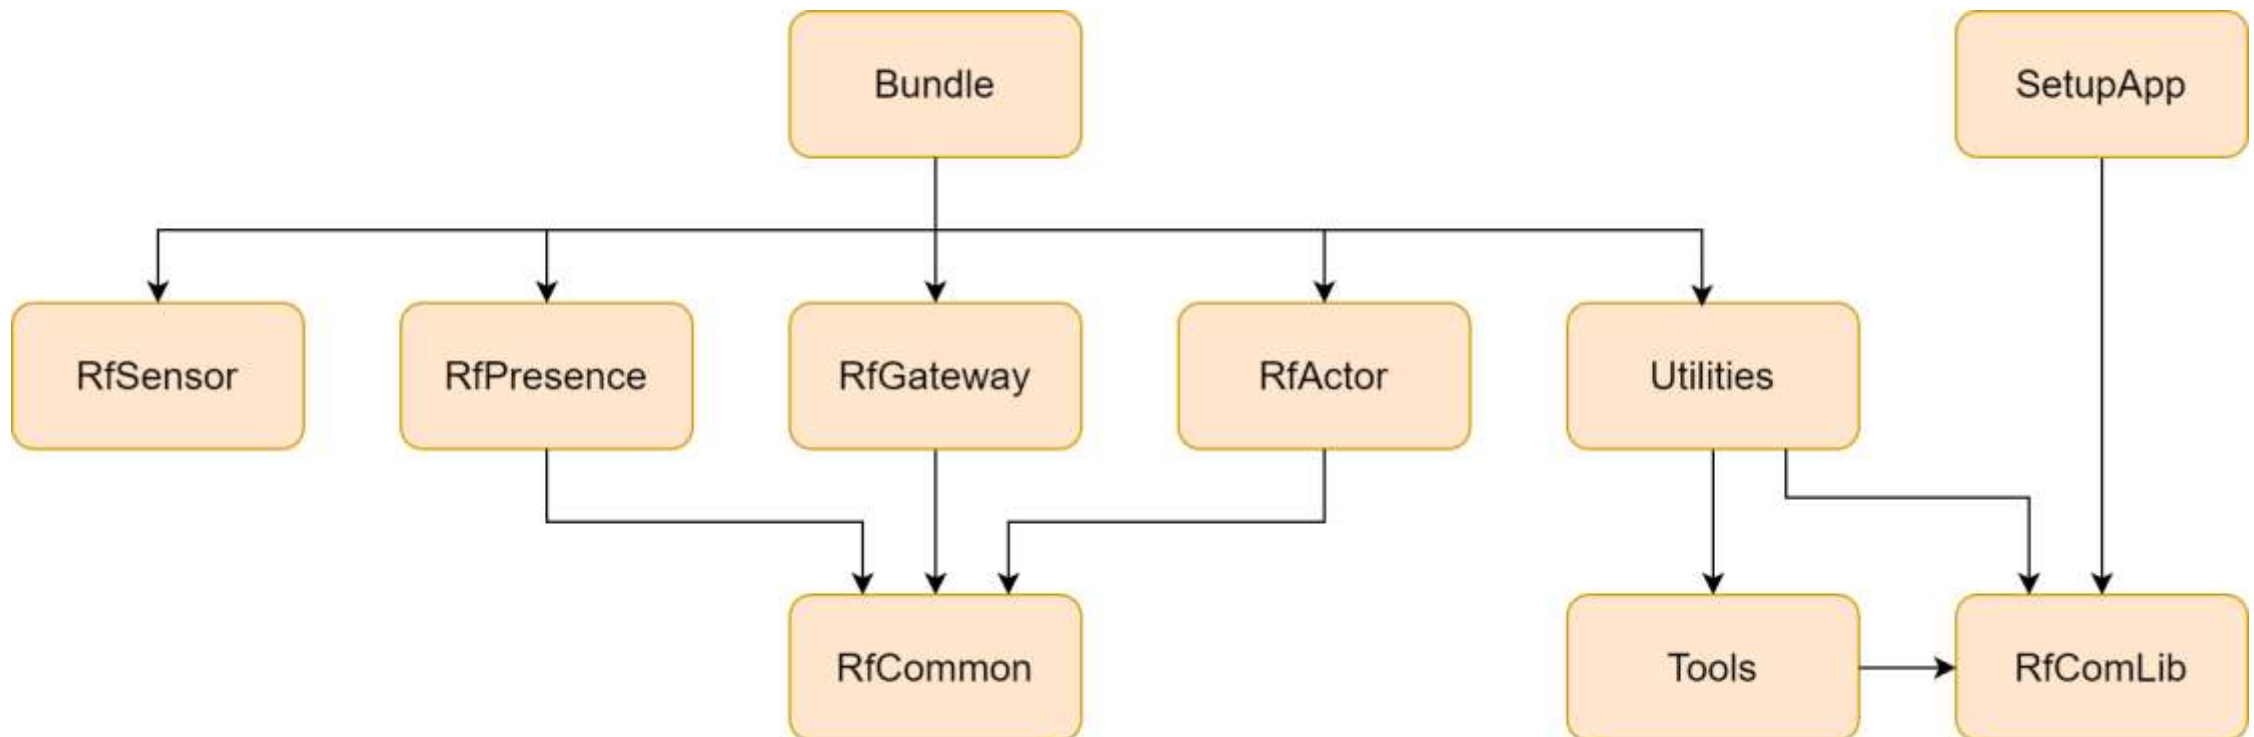 Bundle
SetupApp
RfSensor
RfPresence
RfGateway
RfActor
Utilities
RfCommon
Tools
RfComLib